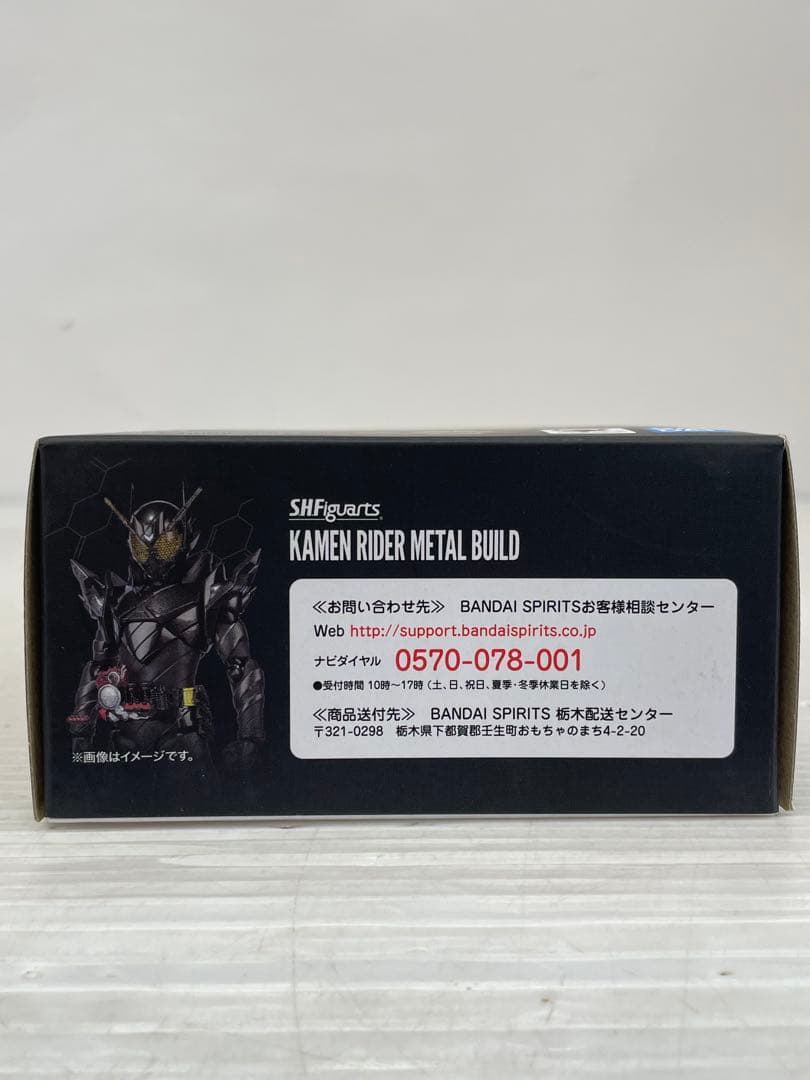 S.H.Figuarts
KAMEN RIDER METAL BUILD
≪お問い合わせ先≫ BANDAI SPIRITSお客様相談センター
Web http://support.bandaispirits.co.jp
ナビダイヤル 0570-078-001
●受付時間 10時～17時（土、日、祝日、夏季・冬季休業日を除く）
≪商品送付先≫ BANDAI SPIRITS 栃木配送センター
〒321-0298 栃木県下都賀郡壬生町おもちゃのまち4-2-20
※画像はイメージです。